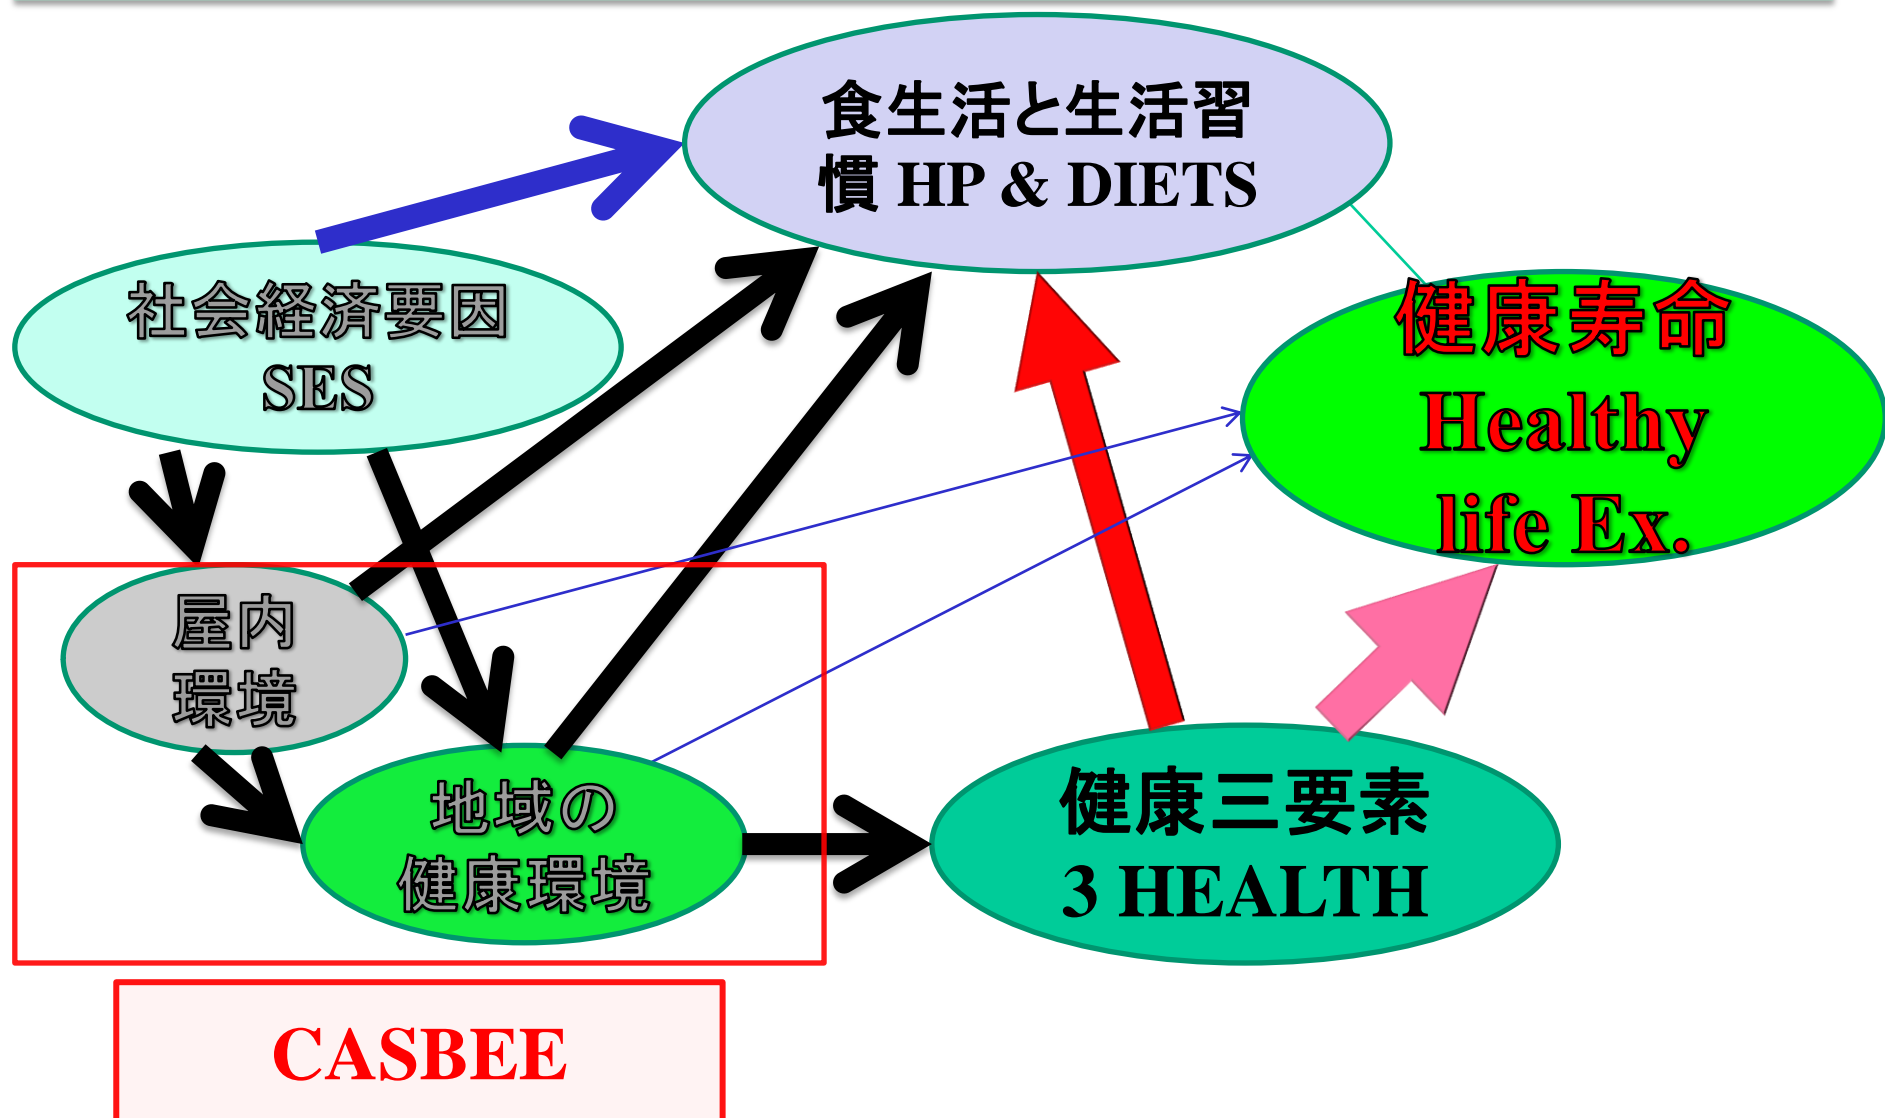 食生活と生活習
慣 HP & DIETS
社会経済要因
SES
健康寿命
Healthy
life Ex.
屋内
環境
地域の
健康環境
健康三要素
3 HEALTH
CASBEE